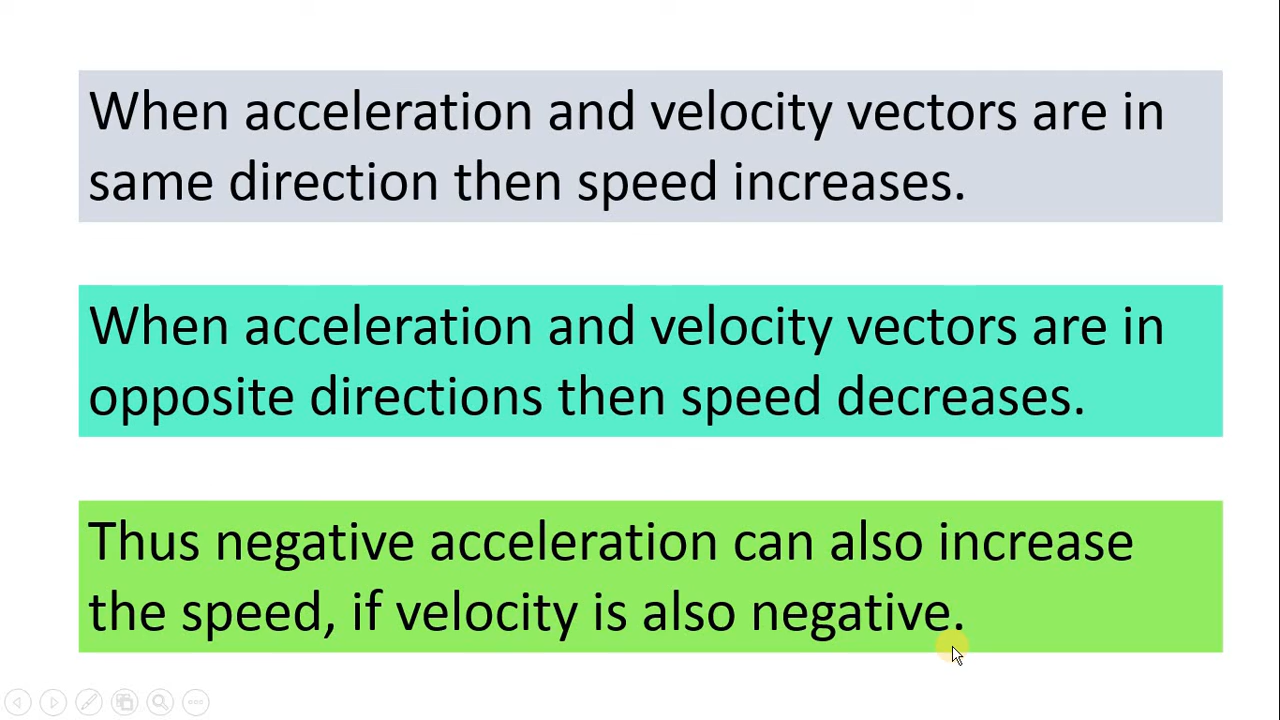 When acceleration and velocity vectors are in
same direction then speed increases.
When acceleration and velocity vectors are in
opposite directions then speed decreases.
Thus negative acceleration can also increase
the speed, if velocity is also negative.